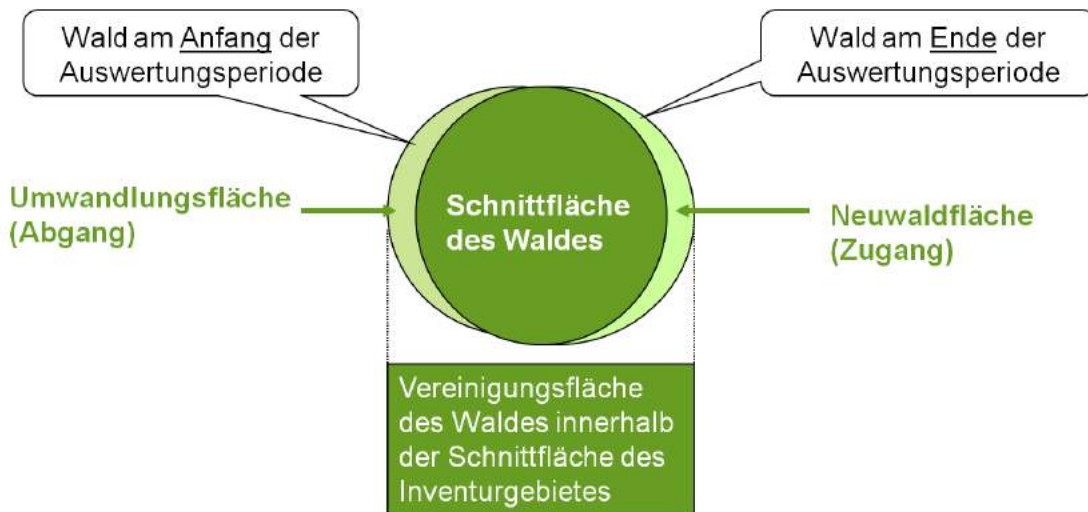 Wald am Anfang der
Auswertungsperiode
Wald am Ende der
Auswertungsperiode
Umwandlungsfläche
(Abgang)
Schnittfläche
des Waldes
Neuwaldfläche
(Zugang)
Vereinigungsfläche
des Waldes innerhalb
der Schnittfläche des
Inventurgebietes